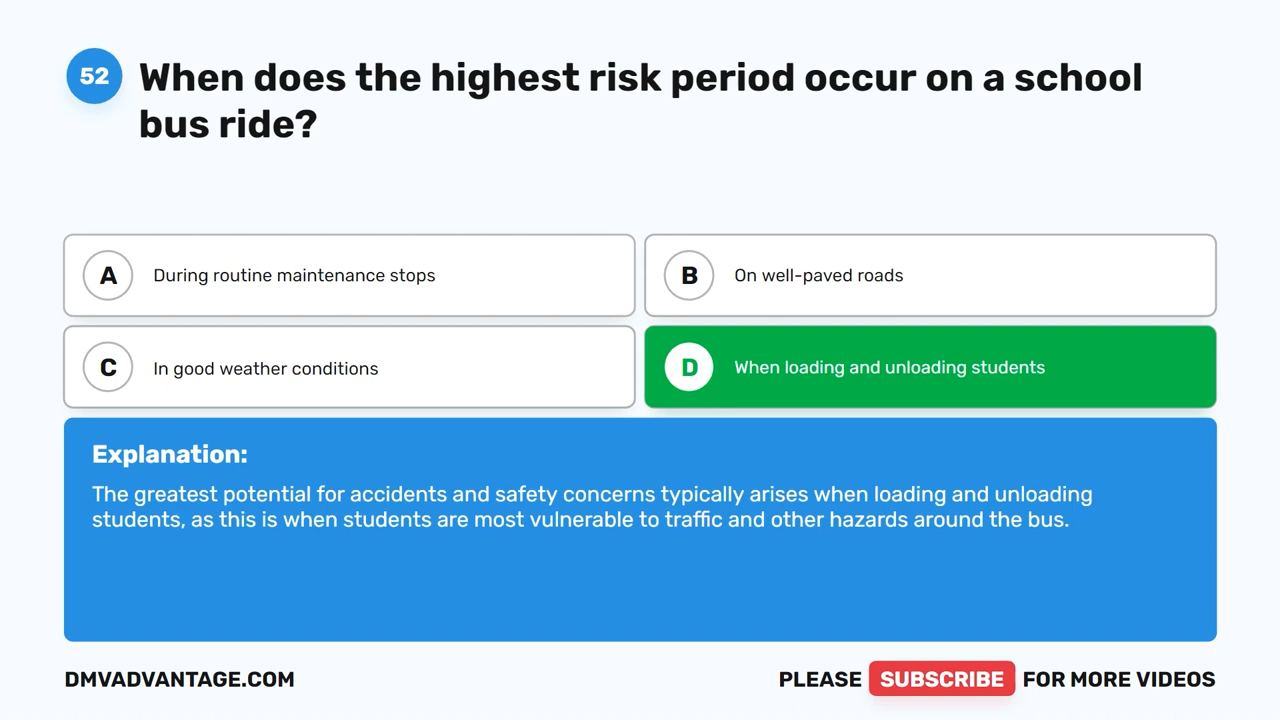 52
When does the highest risk period occur on a school
bus ride?
A
During routine maintenance stops
B
On well-paved roads
C
In good weather conditions
D
When loading and unloading students
Explanation:
The greatest potential for accidents and safety concerns typically arises when loading and unloading
students, as this is when students are most vulnerable to traffic and other hazards around the bus.
DMVADVANTAGE.COM
PLEASE SUBSCRIBE FOR MORE VIDEOS